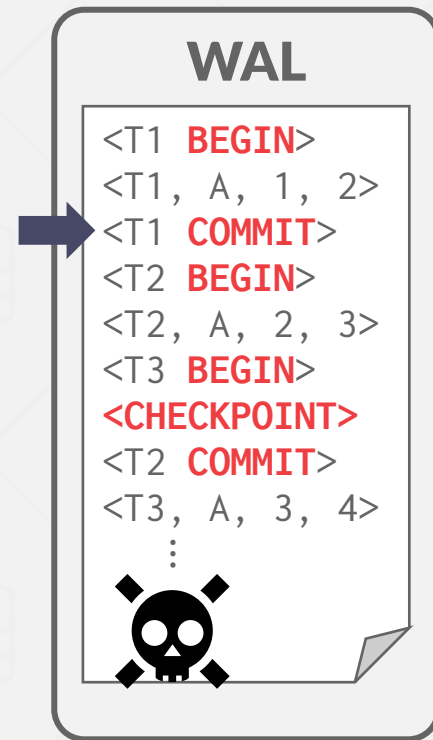 WAL
<T1 BEGIN>
<T1, A, 1, 2>
<T1 COMMIT>
<T2 BEGIN>
<T2, A, 2, 3>
<T3 BEGIN>
<CHECKPOINT>
<T2 COMMIT>
<T3, A, 3, 4>
⋮